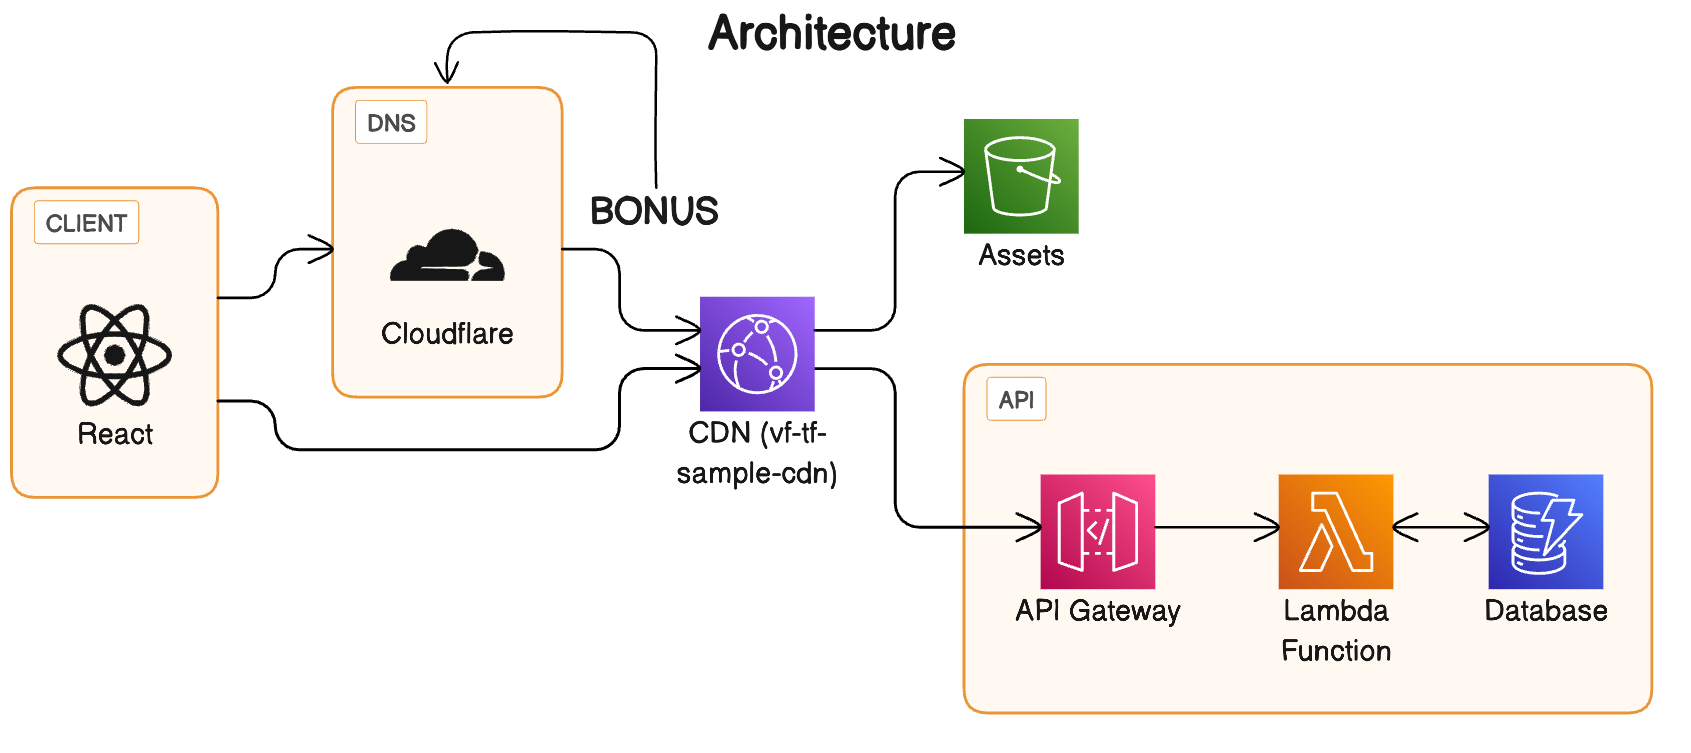 Architecture
DNS
CLIENT
BONUS
Assets
Cloudflare
React
CDN (vf-tf-
sample-cdn)
API
API Gateway
Lambda
Function
Database